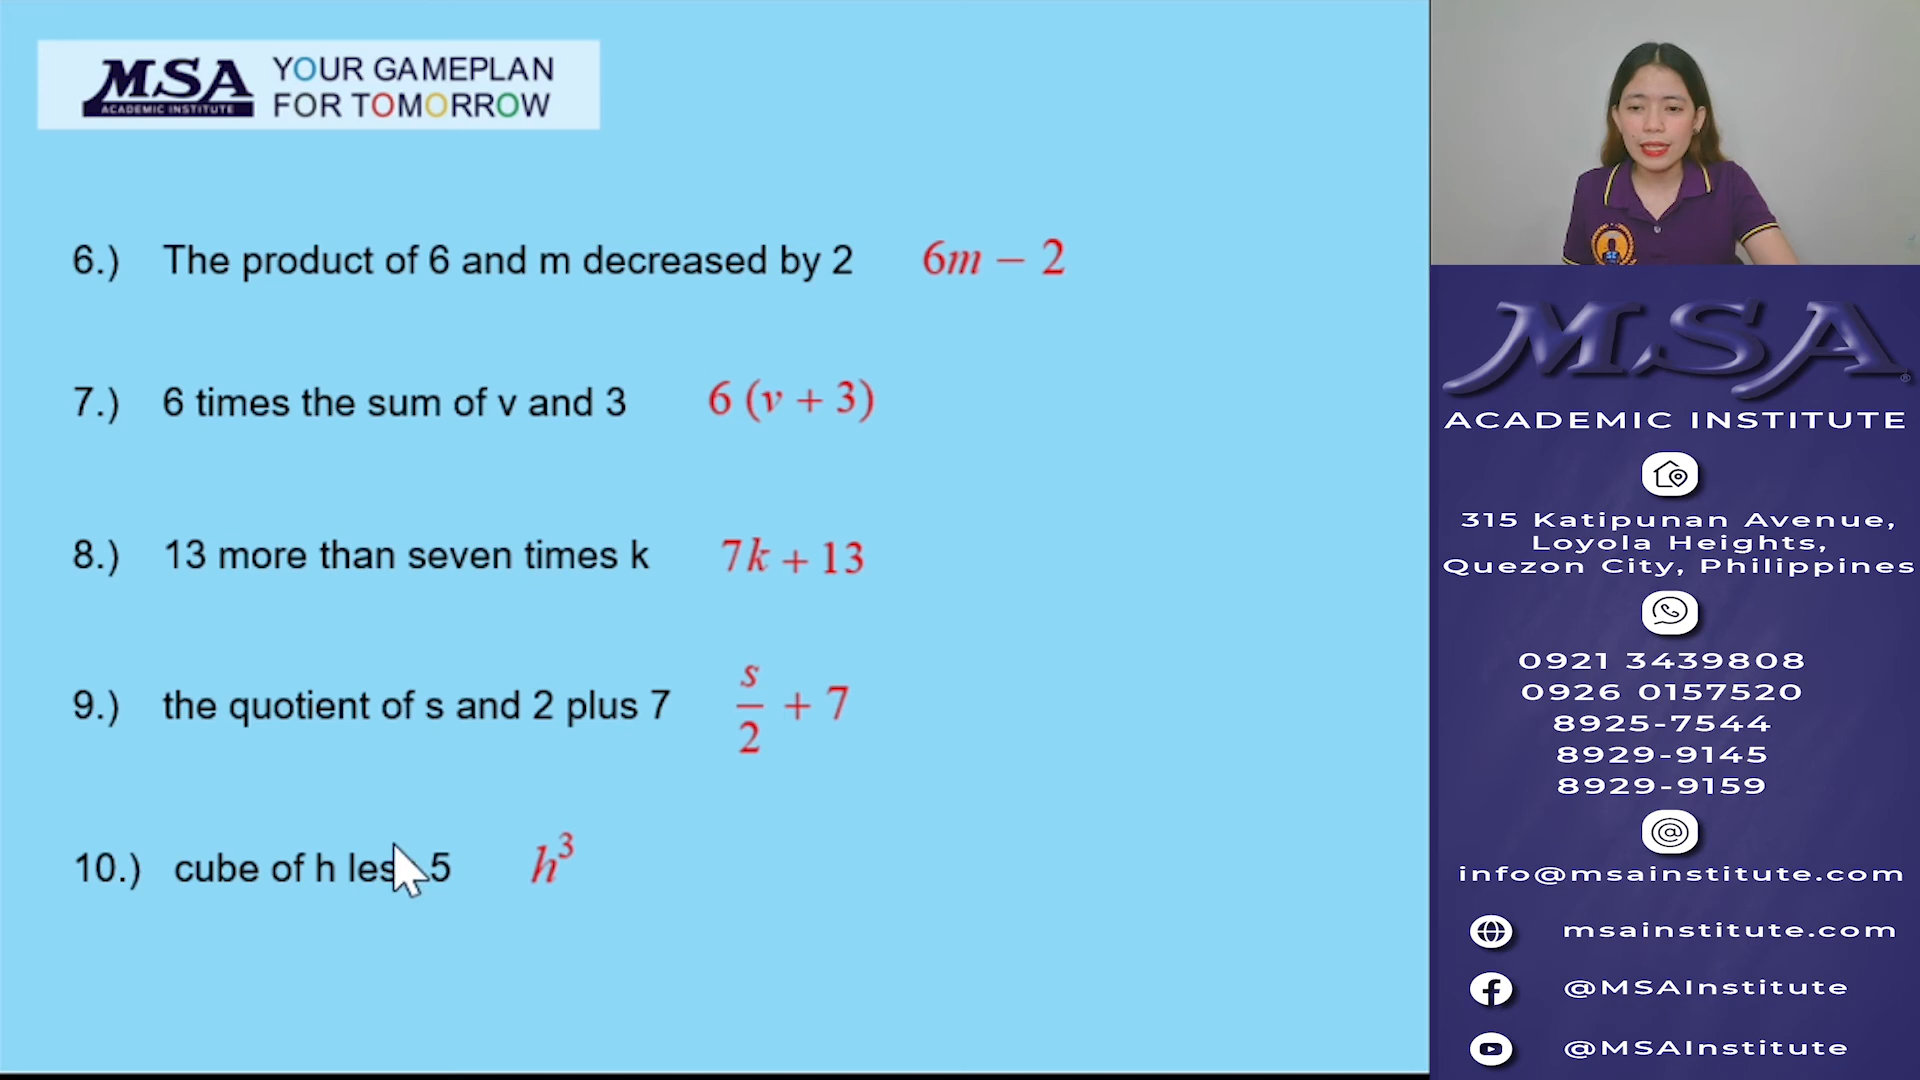 MSA
ACADEMIC INSTITUTE
YOUR GAMEPLAN
FOR TOMORROW
6.) The product of 6 and m decreased by 2 6m − 2
7.) 6 times the sum of v and 3 6 (v + 3)
8.) 13 more than seven times k 7k + 13
9.) the quotient of s and 2 plus 7 s/2 + 7
10.) cube of h 5 h³
MSA®
ACADEMIC INSTITUTE
315 Katipunan Avenue,
Loyola Heights,
Quezon City, Philippines
0921 3439808
0926 0157520
8925-7544
8929-9145
8929-9159
info@msainstitute.com
msainstitute.com
@MSAInstitute
@MSAInstitute